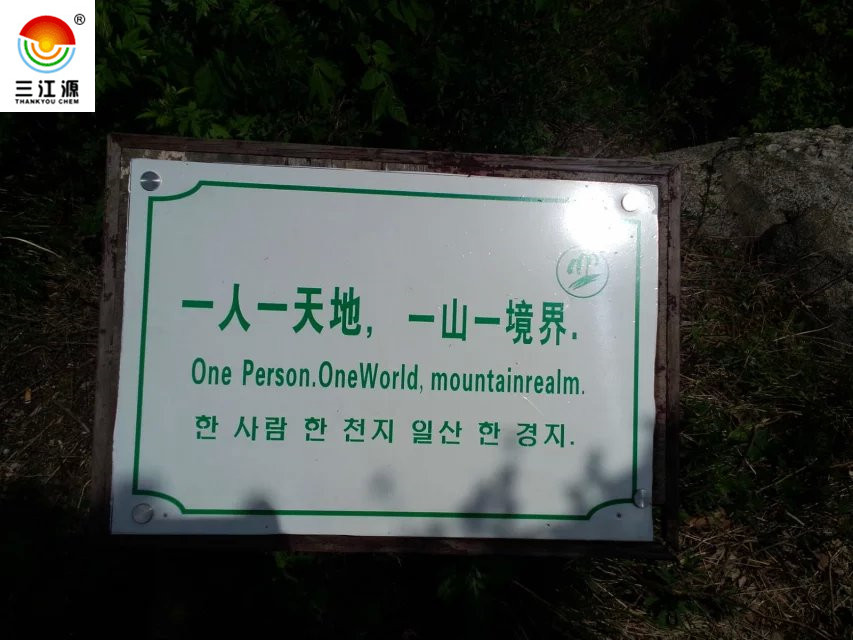 ®
三江源
THANKYOU CHEM
一人一天地，一山一境界.
One Person.OneWorld, mountainrealm.
한 사람 한 천지 일산 한 경지.